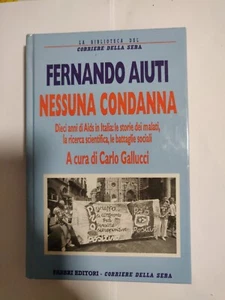 LA BIBLIOTECA DEL
CORRIERE DELLA SERA
FERNANDO AIUTI
NESSUNA CONDANNA
Dieci anni di Aids in Italia: le storie dei malati,
la ricerca scientifica, le battaglie sociali
A cura di Carlo Gallucci
FABBRI EDITORI - CORRIERE DELLA SERA